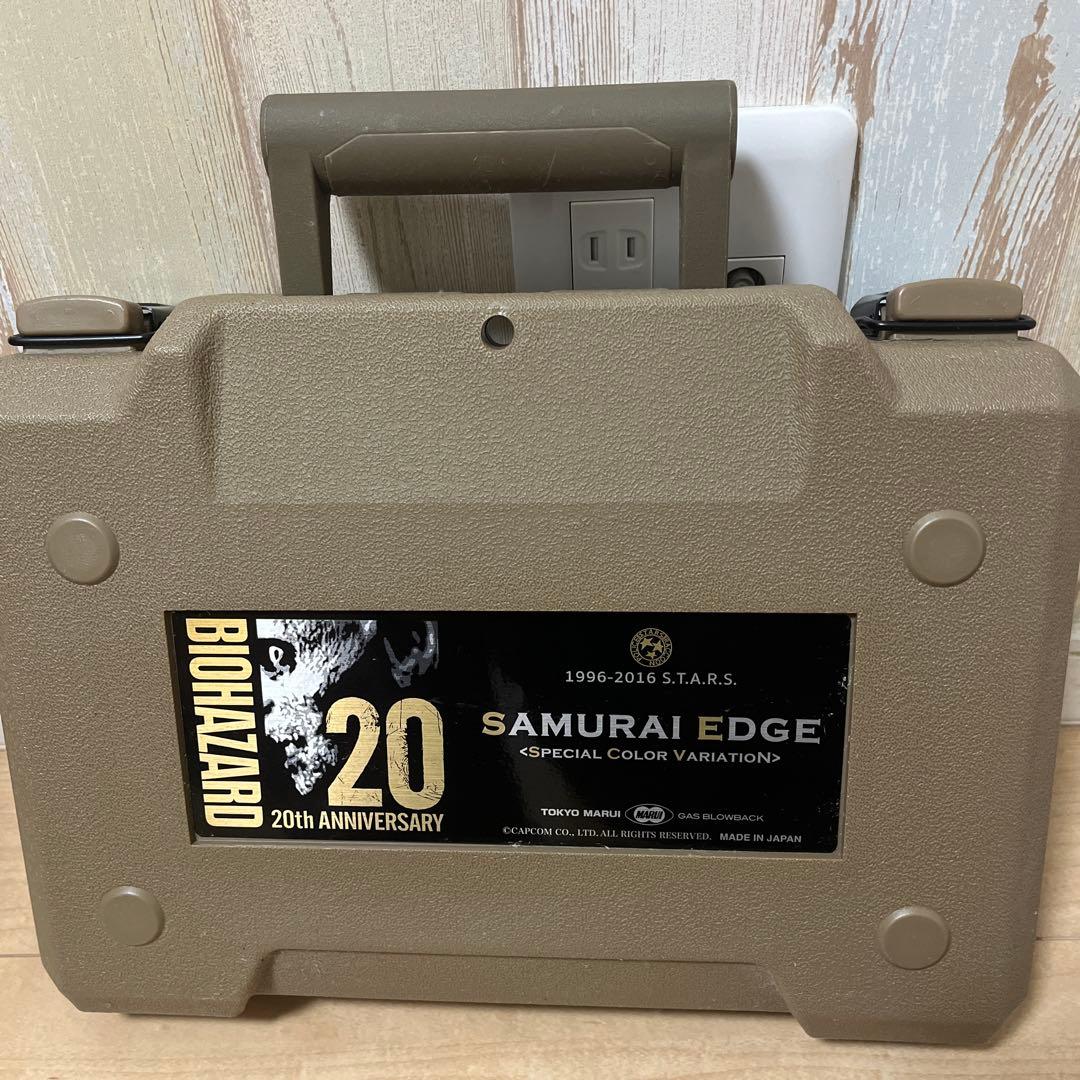 BIOHAZARD
20
20th ANNIVERSARY
1996-2016 S.T.A.R.S.
SAMURAI EDGE
<SPECIAL COLOR VARIATION>
TOKYO MARUI MARUI GAS BLOWBACK
©CAPCOM CO., LTD. ALL RIGHTS RESERVED. MADE IN JAPAN